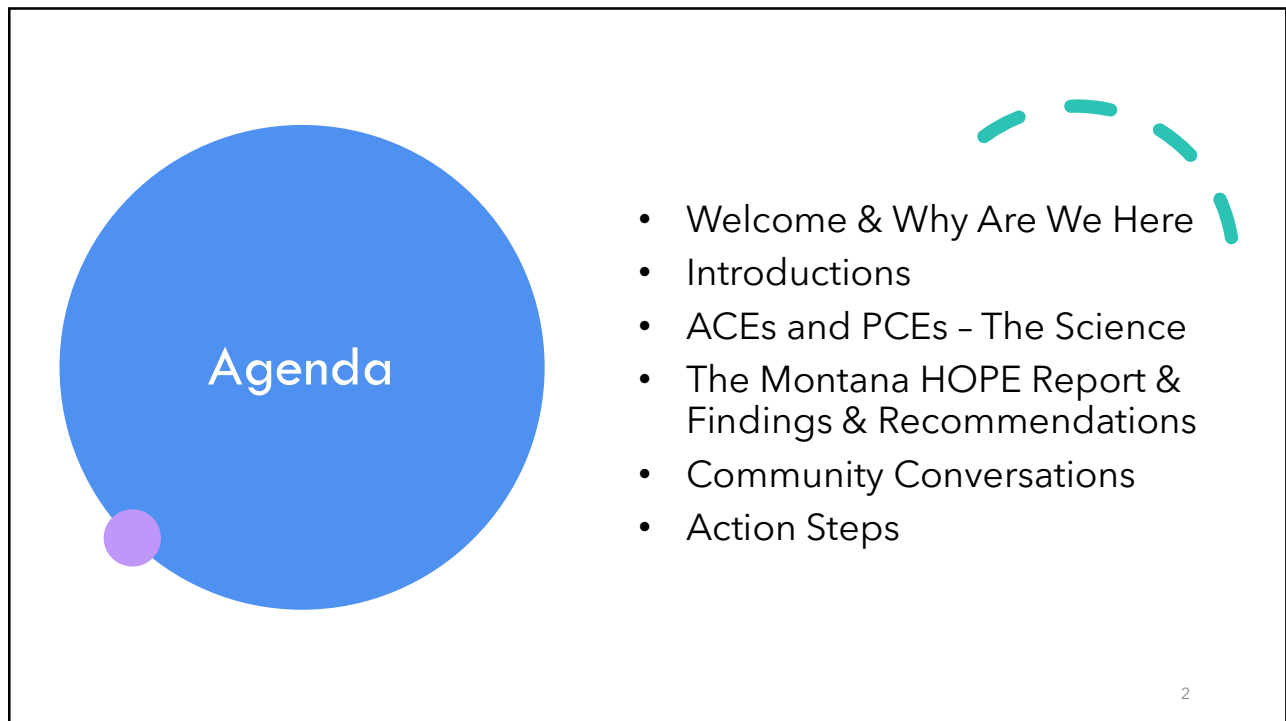 Agenda
• Welcome & Why Are We Here
• Introductions
• ACEs and PCEs – The Science
• The Montana HOPE Report &
Findings & Recommendations
• Community Conversations
• Action Steps
2